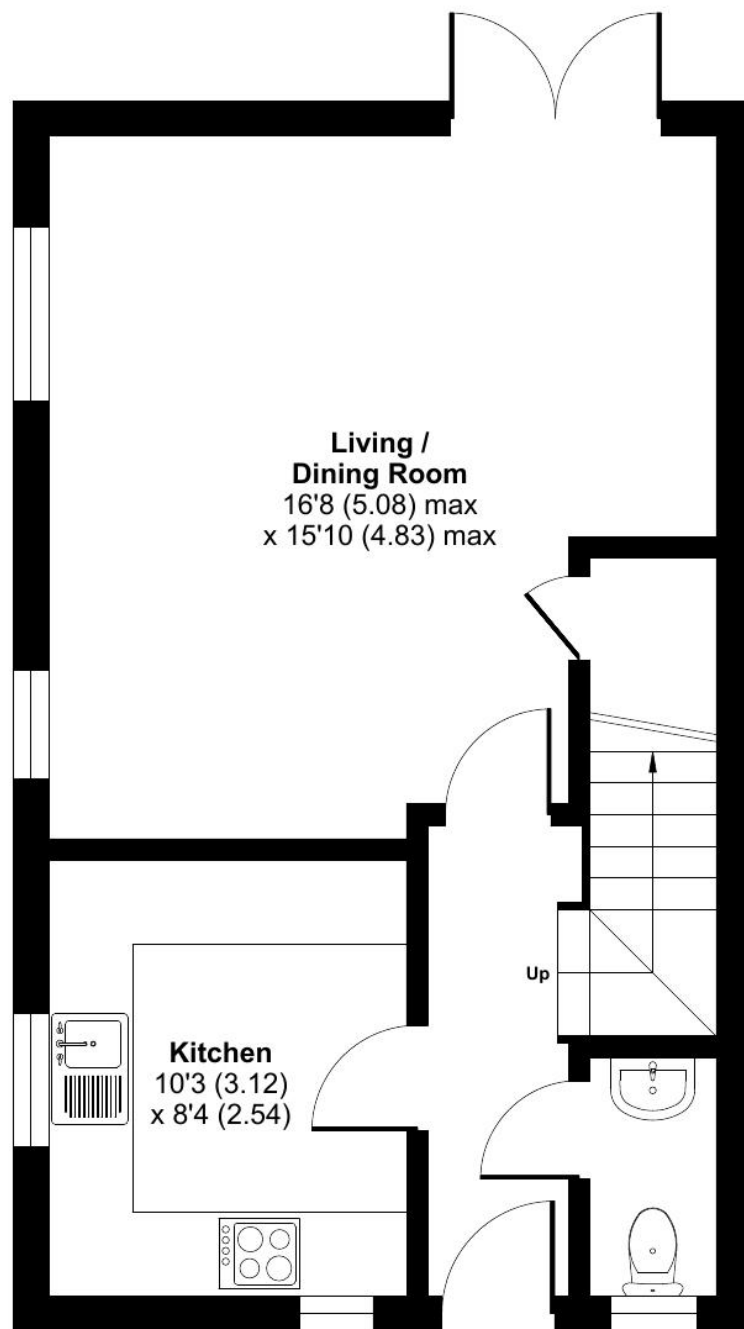 Living /
Dining Room
16'8 (5.08) max
x 15'10 (4.83) max
Up
Kitchen
10'3 (3.12)
x 8'4 (2.54)